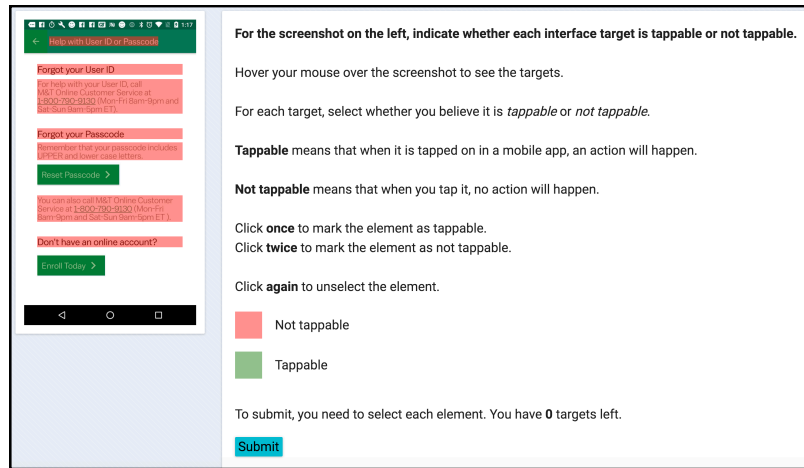 1:17
Help with User ID or Passcode
Forgot your User ID
For help with your User ID, call
M&T Online Customer Service at
1-800-790-9130 (Mon-Fri 8am-9pm and
Sat-Sun 9am-5pm ET).
Forgot your Passcode
Remember that your passcode includes
UPPER and lower case letters.
Reset Passcode >
You can also call M&T Online Customer
Service at 1-800-790-9130 (Mon-Fri
8am-9pm and Sat-Sun 9am-5pm ET ).
Don't have an online account?
Enroll Today >
For the screenshot on the left, indicate whether each interface target is tappable or not tappable.
Hover your mouse over the screenshot to see the targets.
For each target, select whether you believe it is tappable or not tappable.
Tappable means that when it is tapped on in a mobile app, an action will happen.
Not tappable means that when you tap it, no action will happen.
Click once to mark the element as tappable.
Click twice to mark the element as not tappable.
Click again to unselect the element.
Not tappable
Tappable
To submit, you need to select each element. You have 0 targets left.
Submit